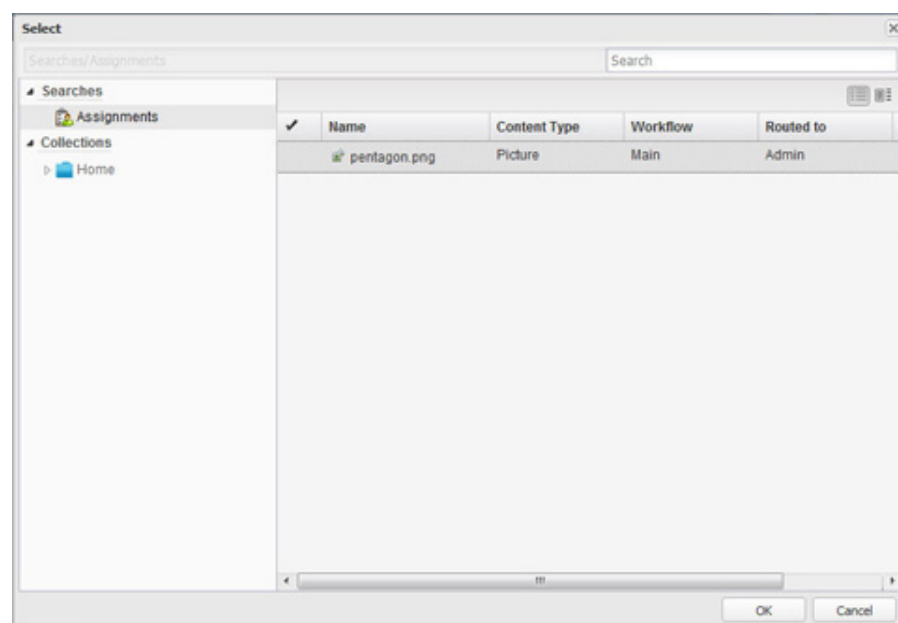 Select
Searches/Assignments
Search
Searches
Assignments
Collections
Home
Name Content Type Workflow Routed to
pentagon.png Picture Main Admin
OK Cancel